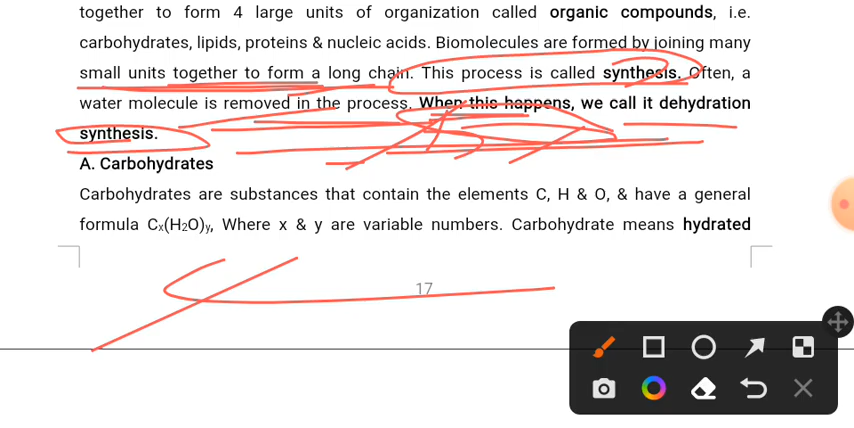 together to form 4 large units of organization called organic compounds, i.e.
carbohydrates, lipids, proteins & nucleic acids. Biomolecules are formed by joining many
small units together to form a long chain. This process is called synthesis. Often, a
water molecule is removed in the process. When this happens, we call it dehydration
synthesis.
A. Carbohydrates
Carbohydrates are substances that contain the elements C, H & O, & have a general
formula Cₓ(H₂O)ᵧ, Where x & y are variable numbers. Carbohydrate means hydrated
17